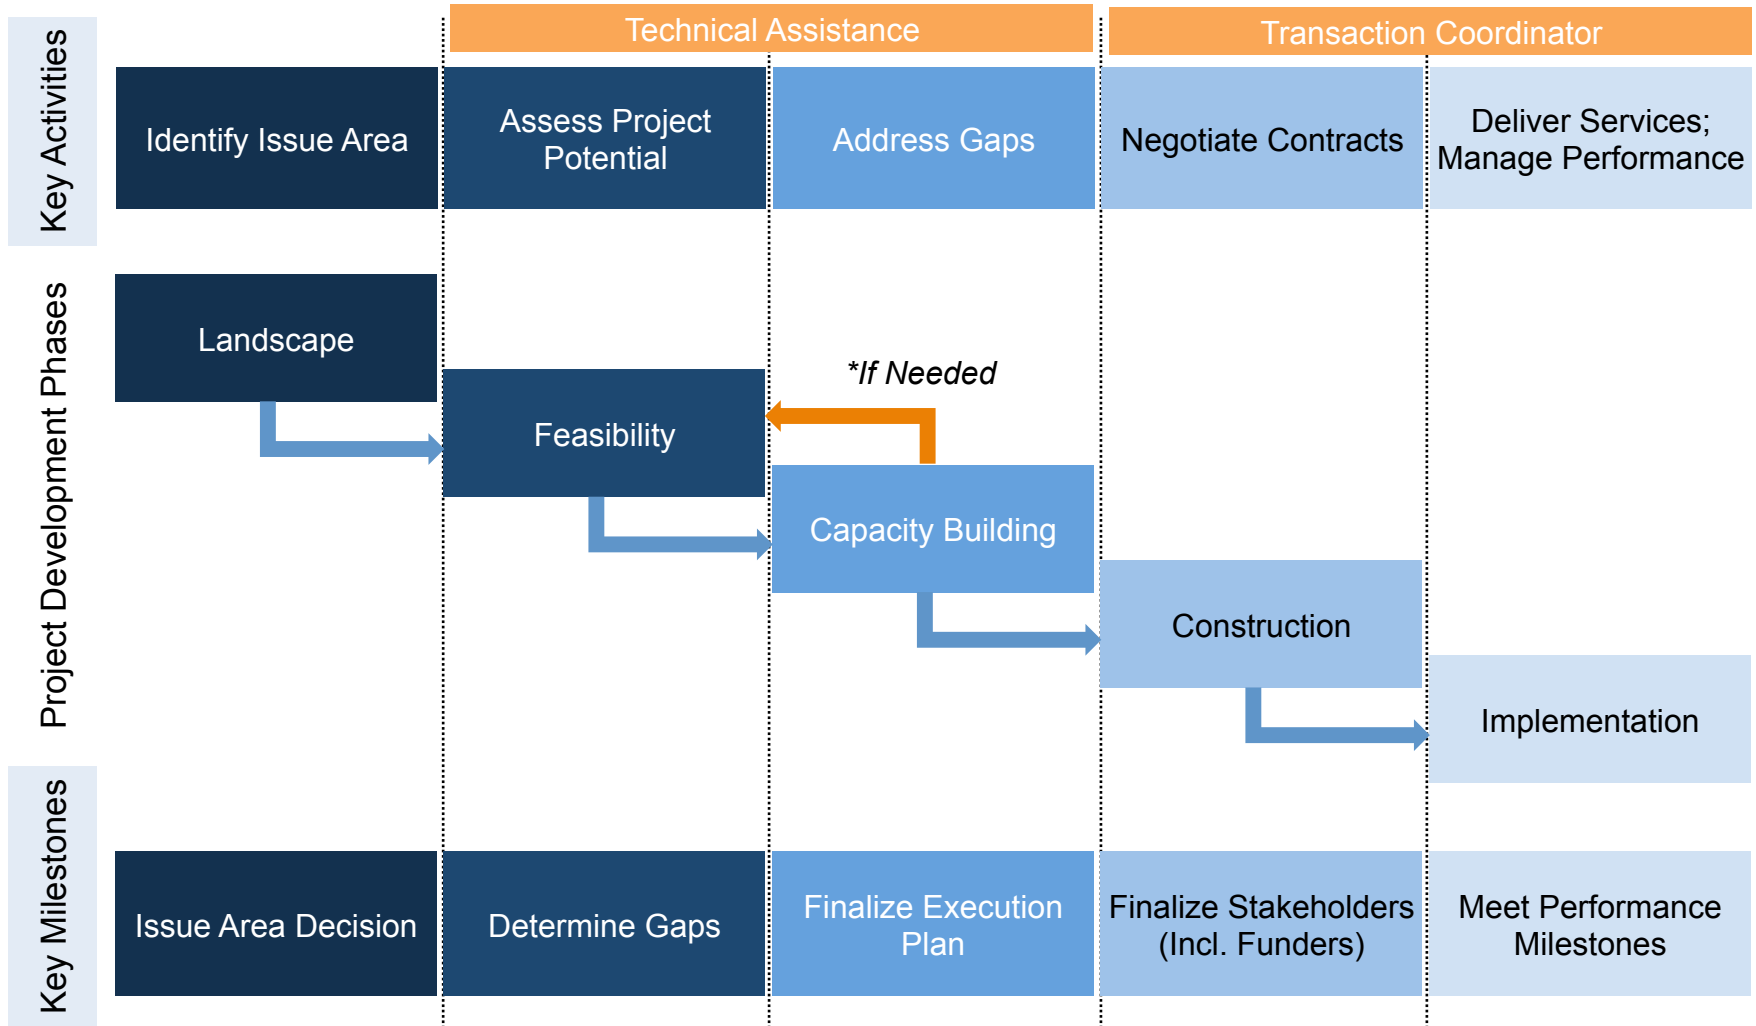 Technical Assistance
Transaction Coordinator
Key Activities
Identify Issue Area
Assess Project
Potential
Address Gaps
Negotiate Contracts
Deliver Services;
Manage Performance
Project Development Phases
Landscape
*If Needed
Feasibility
Capacity Building
Construction
Implementation
Key Milestones
Issue Area Decision
Determine Gaps
Finalize Execution
Plan
Finalize Stakeholders
(Incl. Funders)
Meet Performance
Milestones